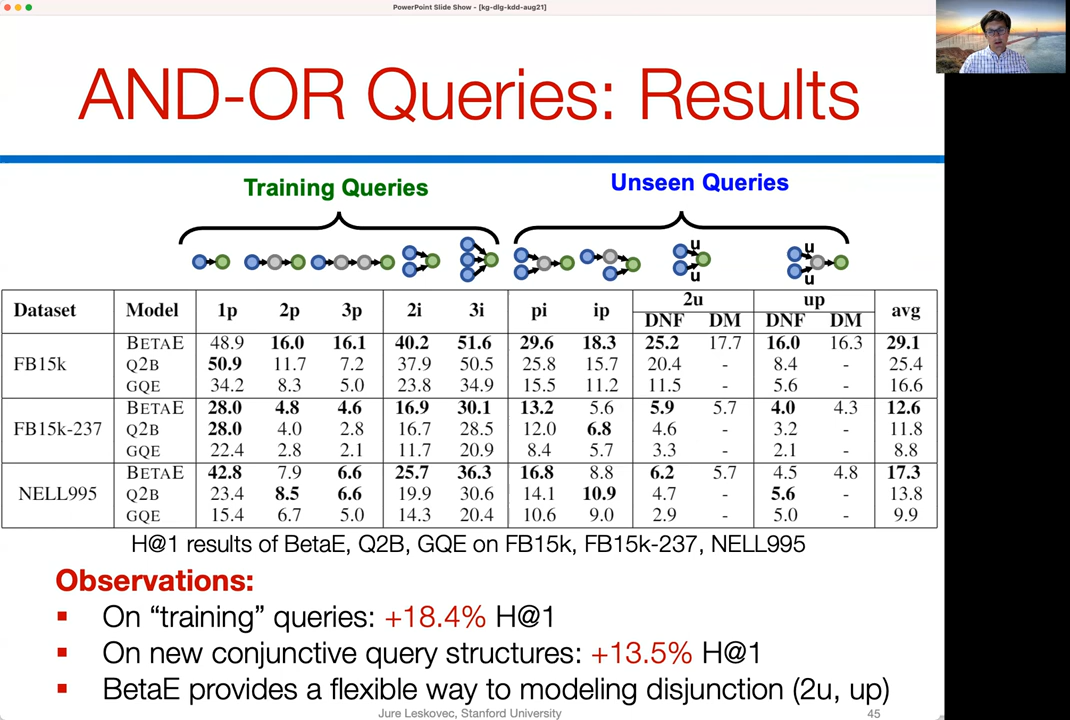 PowerPoint Slide Show - [kg-dlg-kdd-aug21]
AND-OR Queries: Results
Training Queries
Unseen Queries
u
u
u
u
Dataset Model 1p 2p 3p 2i 3i pi ip 2u up avg
DNF DM DNF DM
FB15k
BETAE 48.9 16.0 16.1 40.2 51.6 29.6 18.3 25.2 17.7 16.0 16.3 29.1
Q2B 50.9 11.7 7.2 37.9 50.5 25.8 15.7 20.4 - 8.4 - 25.4
GQE 34.2 8.3 5.0 23.8 34.9 15.5 11.2 11.5 - 5.6 - 16.6
FB15k-237
BETAE 28.0 4.8 4.6 16.9 30.1 13.2 5.6 5.9 5.7 4.0 4.3 12.6
Q2B 28.0 4.0 2.8 16.7 28.5 12.0 6.8 4.6 - 3.2 - 11.8
GQE 22.4 2.8 2.1 11.7 20.9 8.4 5.7 3.3 - 2.1 - 8.8
NELL995
BETAE 42.8 7.9 6.6 25.7 36.3 16.8 8.8 6.2 5.7 4.5 4.8 17.3
Q2B 23.4 8.5 6.6 19.9 30.6 14.1 10.9 4.7 - 5.6 - 13.8
GQE 15.4 6.7 5.0 14.3 20.4 10.6 9.0 2.9 - 5.0 - 9.9
H@1 results of BetaE, Q2B, GQE on FB15k, FB15k-237, NELL995
Observations:
▪ On “training” queries: +18.4% H@1
▪ On new conjunctive query structures: +13.5% H@1
▪ BetaE provides a flexible way to modeling disjunction (2u, up)
Jure Leskovec, Stanford University
45